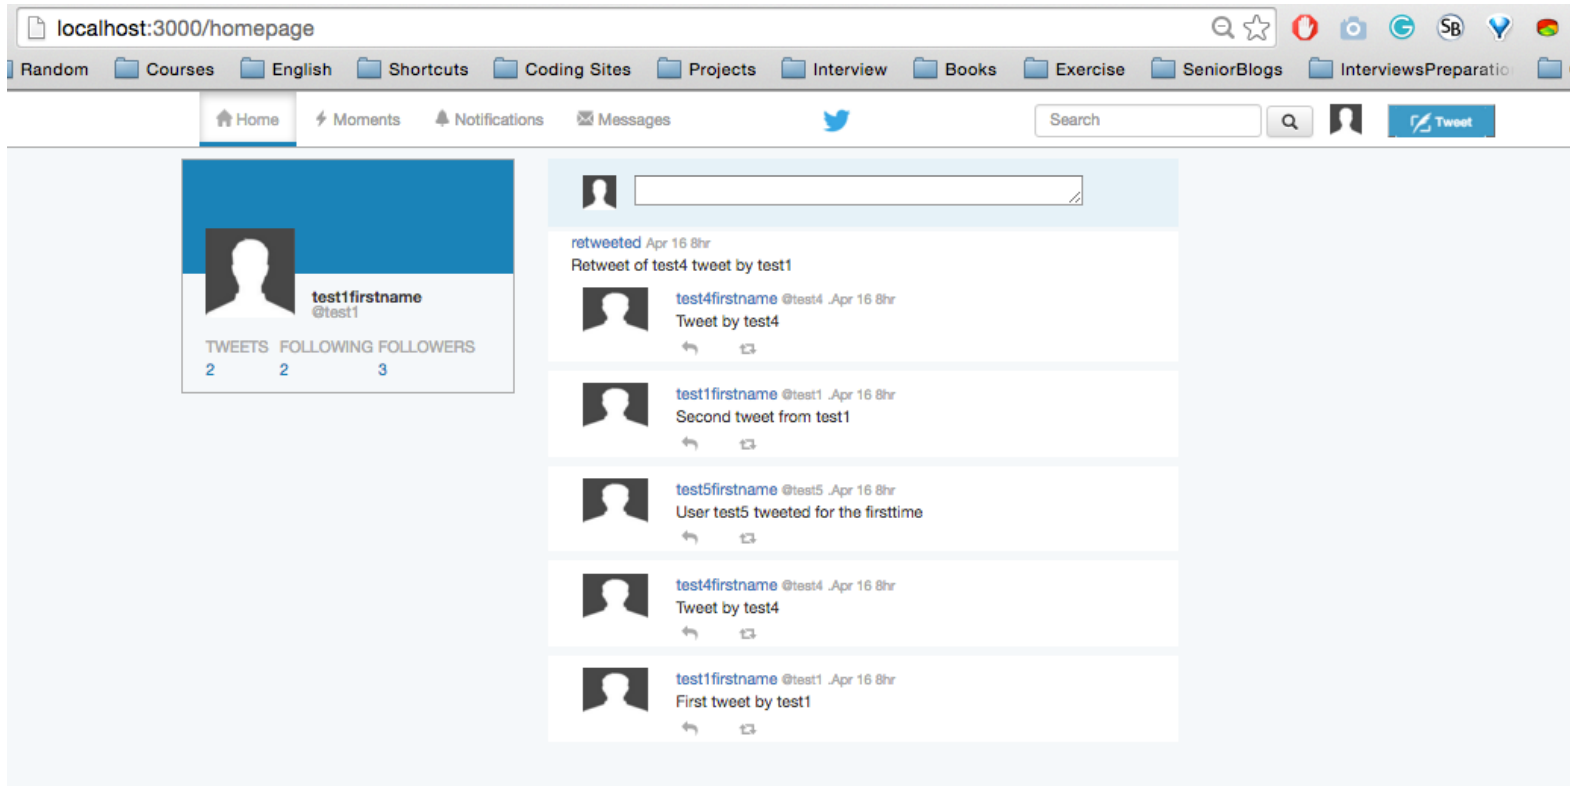 localhost:3000/homepage
SB
Random Courses English Shortcuts Coding Sites Projects Interview Books Exercise SeniorBlogs InterviewsPreparatio
Home Moments Notifications Messages Search Tweet
test1firstname
@test1
TWEETS FOLLOWING FOLLOWERS
2 2 3
retweeted Apr 16 8hr
Retweet of test4 tweet by test1
test4firstname @test4 .Apr 16 8hr
Tweet by test4
test1firstname @test1 .Apr 16 8hr
Second tweet from test1
test5firstname @test5 .Apr 16 8hr
User test5 tweeted for the firsttime
test4firstname @test4 .Apr 16 8hr
Tweet by test4
test1firstname @test1 .Apr 16 8hr
First tweet by test1